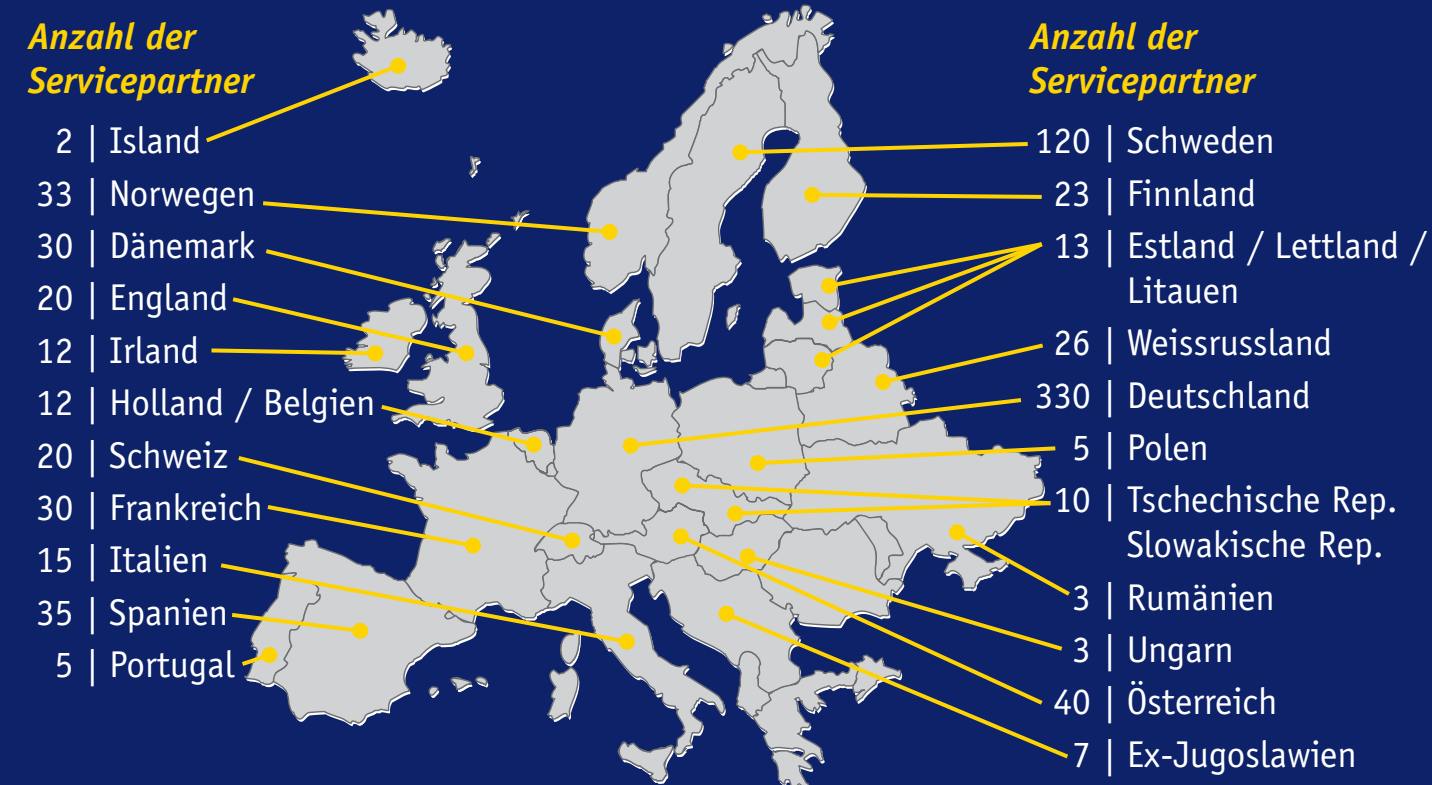 Anzahl der
Servicepartner
2 | Island
33 | Norwegen
30 | Dänemark
20 | England
12 | Irland
12 | Holland / Belgien
20 | Schweiz
30 | Frankreich
15 | Italien
35 | Spanien
5 | Portugal
Anzahl der
Servicepartner
120 | Schweden
23 | Finnland
13 | Estland / Lettland /
Litauen
26 | Weissrussland
330 | Deutschland
5 | Polen
10 | Tschechische Rep.
Slowakische Rep.
3 | Rumänien
3 | Ungarn
40 | Österreich
7 | Ex-Jugoslawien